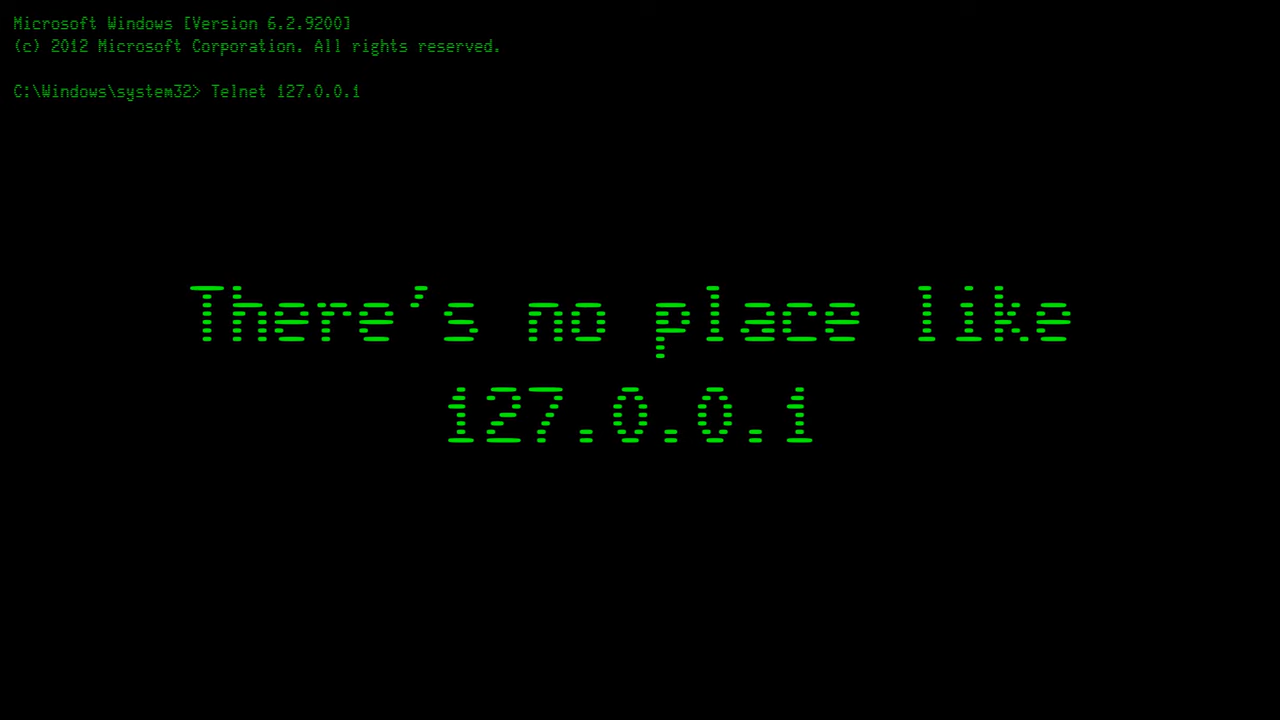 Microsoft Windows [Version 6.2.9200]
(c) 2012 Microsoft Corporation. All rights reserved.
C:\Windows\system32> Telnet 127.0.0.1
There's no place like
127.0.0.1